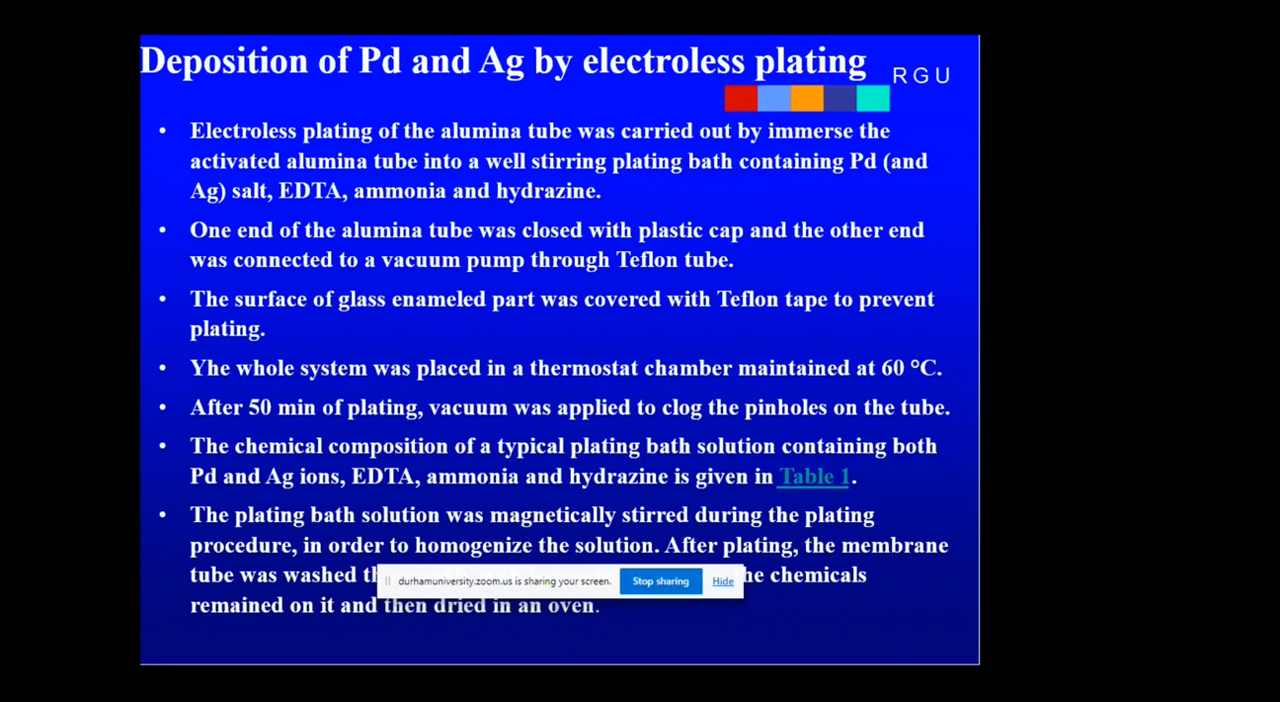 Deposition of Pd and Ag by electroless plating
RGU
• Electroless plating of the alumina tube was carried out by immerse the
activated alumina tube into a well stirring plating bath containing Pd (and
Ag) salt, EDTA, ammonia and hydrazine.
• One end of the alumina tube was closed with plastic cap and the other end
was connected to a vacuum pump through Teflon tube.
• The surface of glass enameled part was covered with Teflon tape to prevent
plating.
• Yhe whole system was placed in a thermostat chamber maintained at 60 °C.
• After 50 min of plating, vacuum was applied to clog the pinholes on the tube.
• The chemical composition of a typical plating bath solution containing both
Pd and Ag ions, EDTA, ammonia and hydrazine is given in Table 1.
• The plating bath solution was magnetically stirred during the plating
procedure, in order to homogenize the solution. After plating, the membrane
tube was washed chemicals
durhamuniversity.zoom.us is sharing your screen. Stop sharing Hide
remained on it and then dried in an oven.